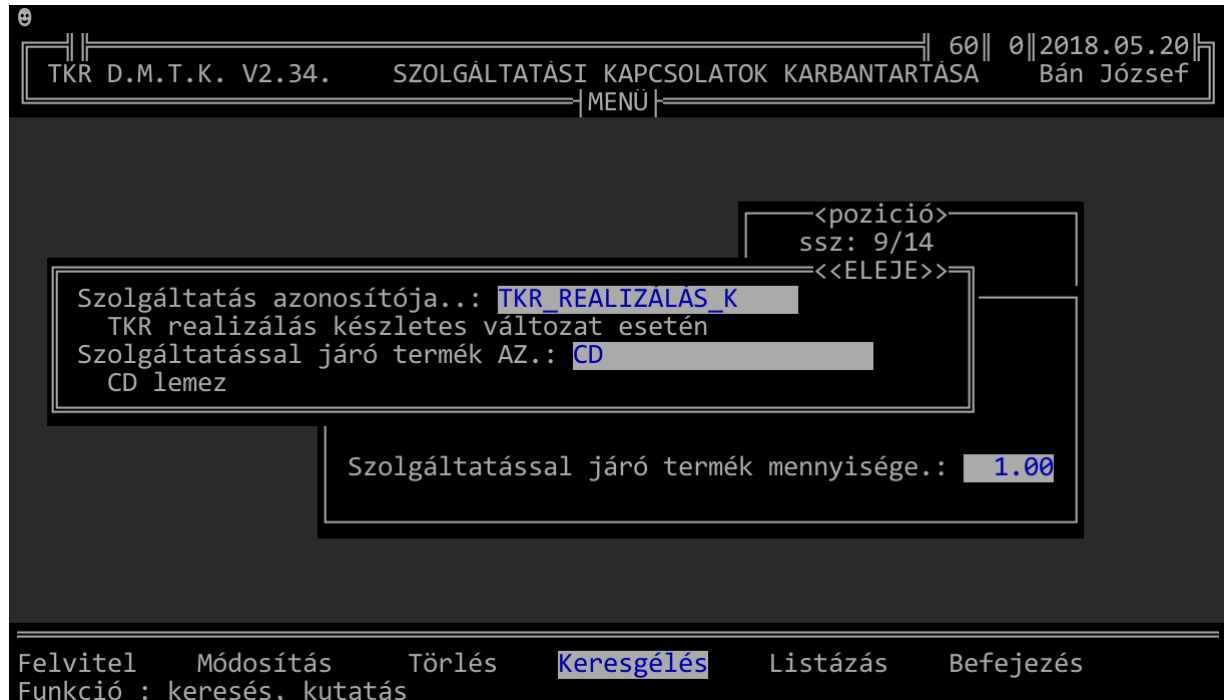 60 0 2018.05.20
TKR D.M.T.K. V2.34. SZOLGÁLTATÁSI KAPCSOLATOK KARBANTARTÁSA Bán József
MENÜ
<pozició>
ssz: 9/14
<<ELEJE>>
Szolgáltatás azonosítója..: TKR_REALIZÁLÁS_K
TKR realizálás készletes változat esetén
Szolgáltatással járó termék AZ.: CD
CD lemez
Szolgáltatással járó termék mennyisége.: 1.00
Felvitel Módosítás Törlés Keresgélés Listázás Befejezés
Funkció : keresés, kutatás